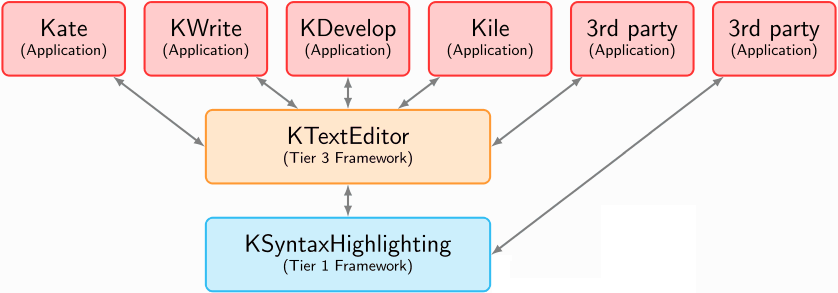 Kate
(Application)
KWrite
(Application)
KDevelop
(Application)
Kile
(Application)
3rd party
(Application)
3rd party
(Application)
KTextEditor
(Tier 3 Framework)
KSyntaxHighlighting
(Tier 1 Framework)